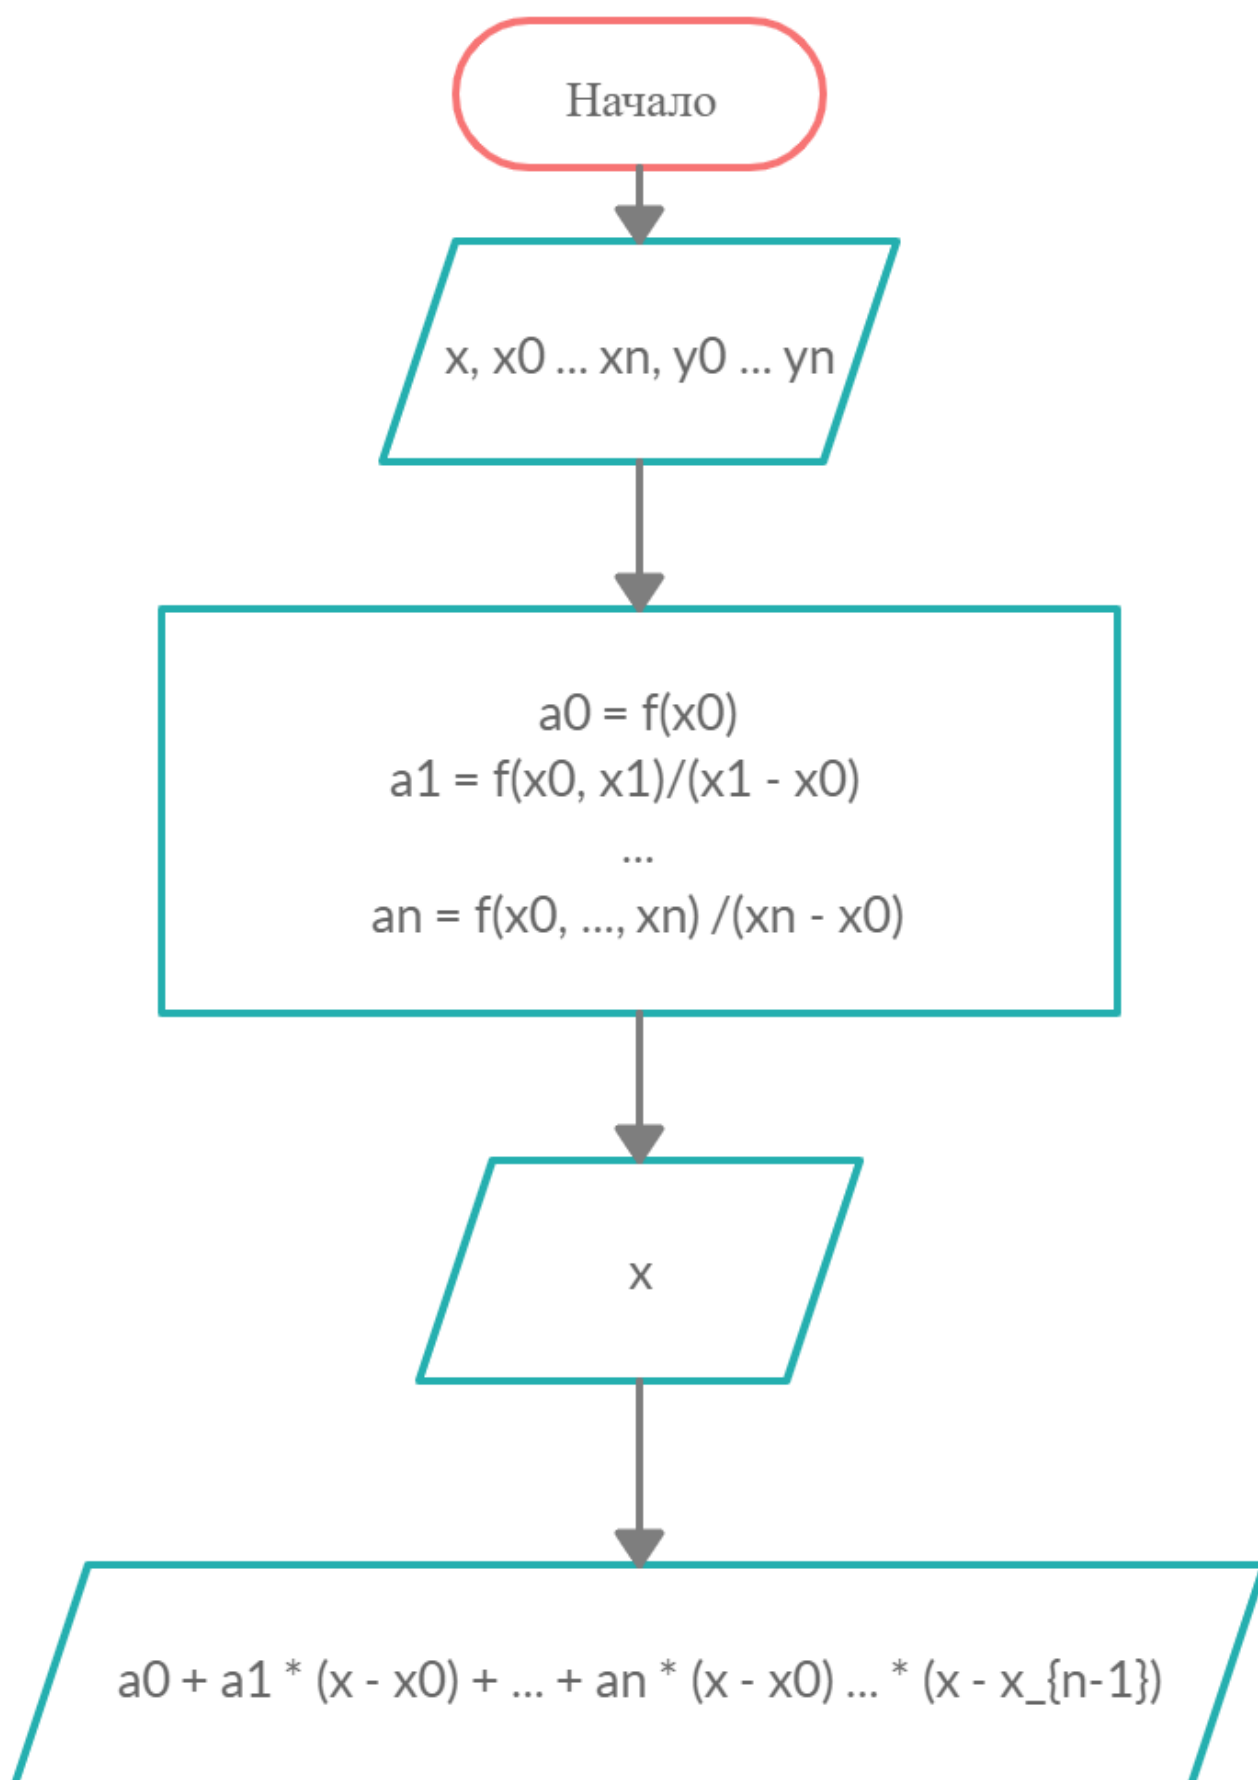 Начало
x, x0 ... xn, y0 ... yn
a0 = f(x0)
a1 = f(x0, x1)/(x1 - x0)
...
an = f(x0, ..., xn) /(xn - x0)
x
a0 + a1 * (x - x0) + ... + an * (x - x0) ... * (x - x_{n-1})